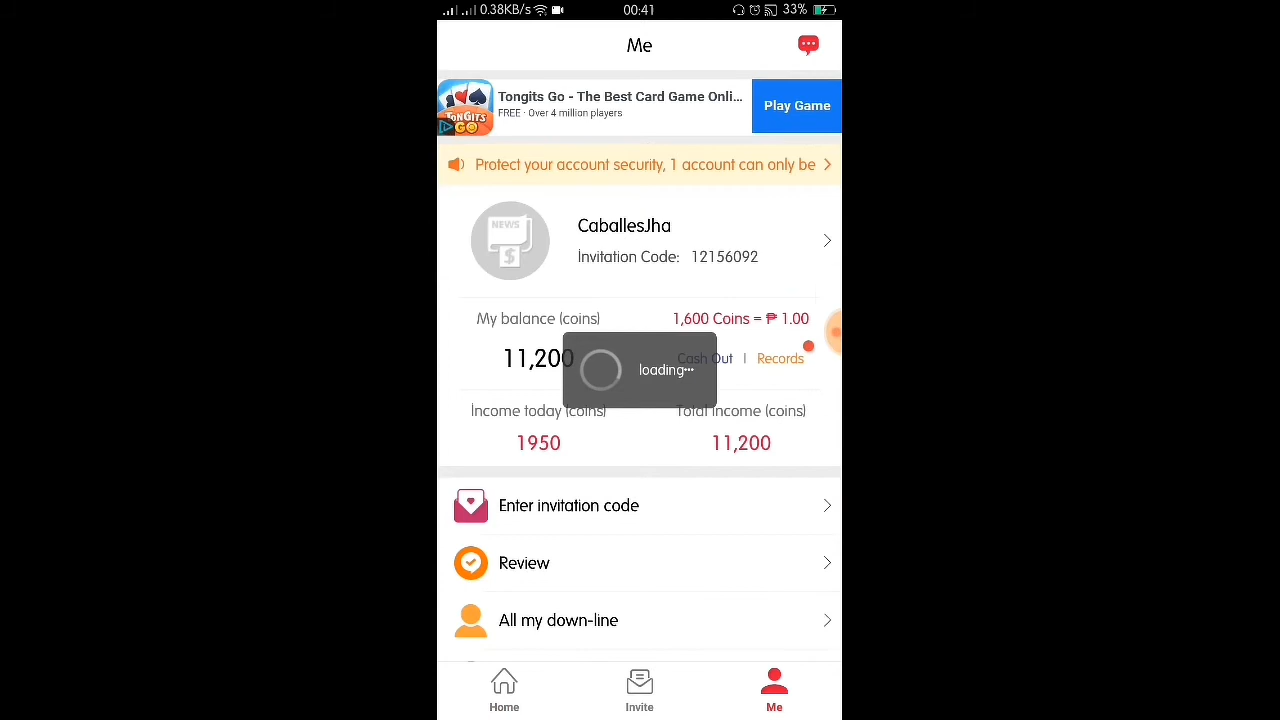 0.38KB/s 00:41 33%
Me
Tongits Go - The Best Card Game Onli...
FREE · Over 4 million players
Play Game
TONGITS GO
Protect your account security, 1 account can only be
NEWS
$
CaballesJha
Invitation Code: 12156092
My balance (coins) 1,600 Coins = ₱ 1.00
11,200 Cash Out | Records
loading...
Income today (coins) Total Income (coins)
1950 11,200
Enter invitation code
Review
All my down-line
Home Invite Me